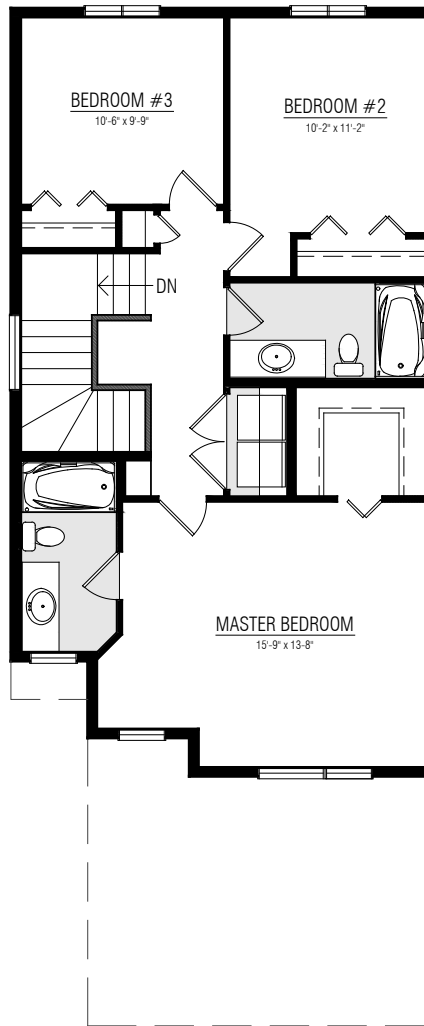 BEDROOM #3
10'-6" x 9'-9"
BEDROOM #2
10'-2" x 11'-2"
DN
MASTER BEDROOM
15'-9" x 13'-8"